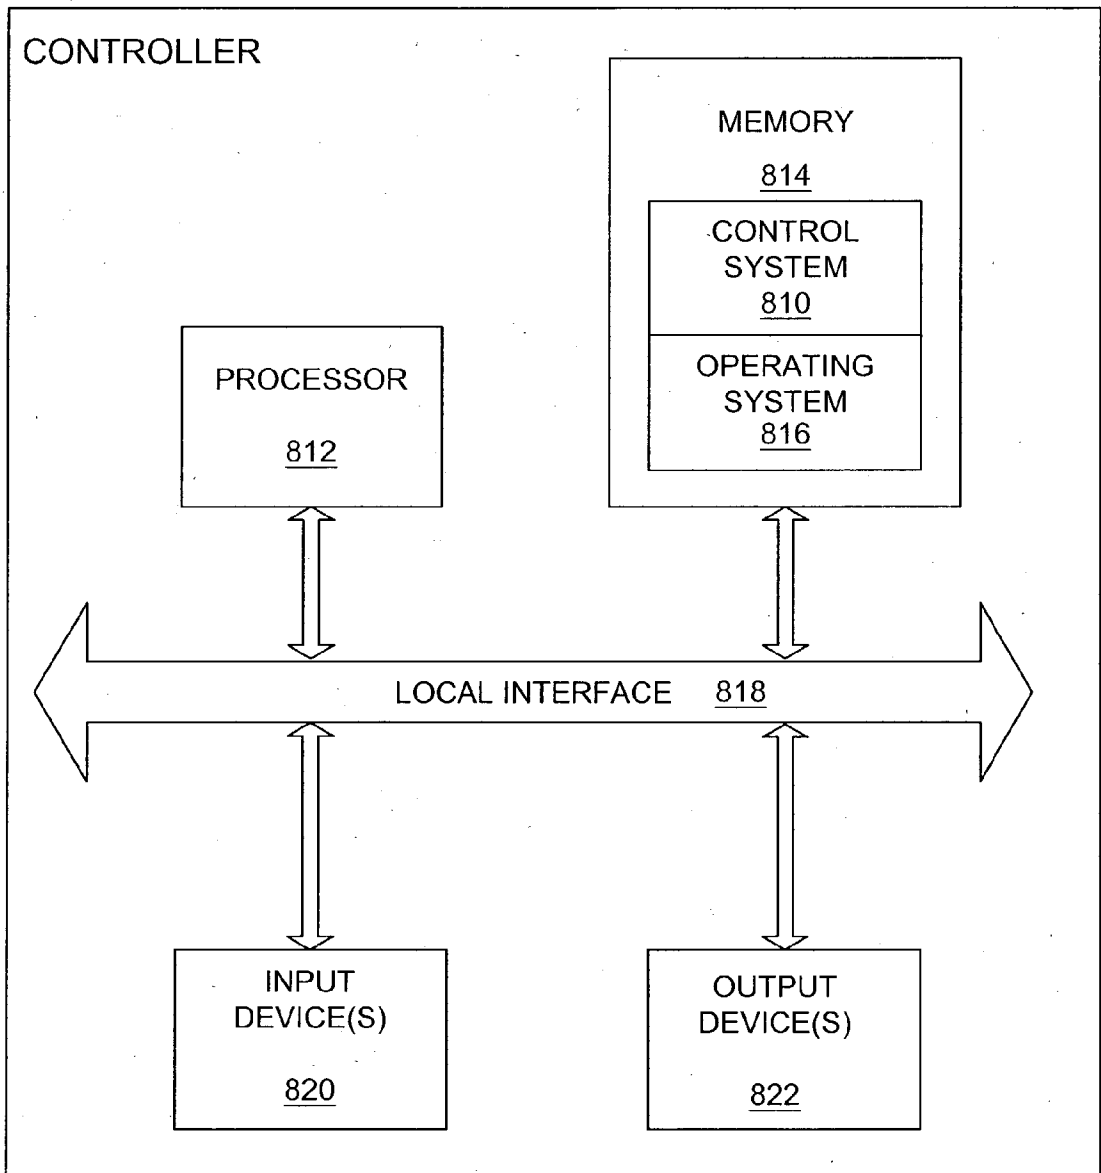 CONTROLLER
MEMORY
814
CONTROL
SYSTEM
810
OPERATING
SYSTEM
816
PROCESSOR
812
LOCAL INTERFACE 818
INPUT
DEVICE(S)
820
OUTPUT
DEVICE(S)
822